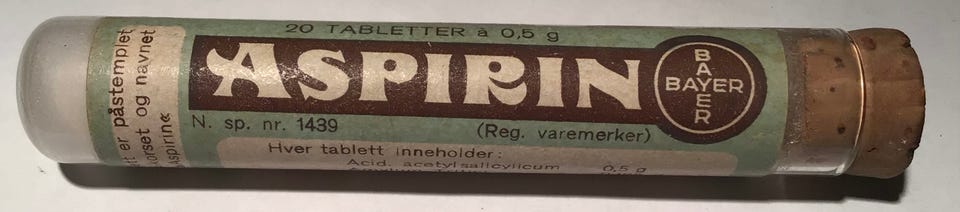 20 TABLETTER à 0,5 g
ASPIRIN
BAYER
BAYER
N. sp. nr. 1439
(Reg. varemerker)
Hver tablett inneholder:
Acid. acetylsalicylicum 0,5 g
er påstemplet
og navnet
Aspirin«